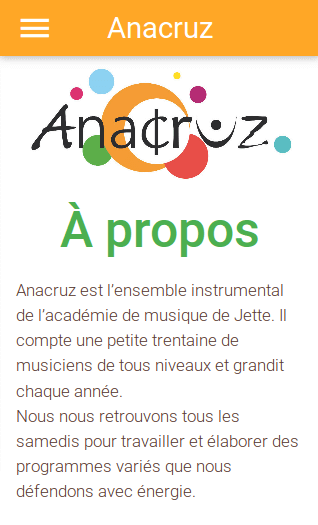 Anacruz
Anacruz
À propos
Anacruz est l'ensemble instrumental
de l'académie de musique de Jette. Il
compte une petite trentaine de
musiciens de tous niveaux et grandit
chaque année.
Nous nous retrouvons tous les
samedis pour travailler et élaborer des
programmes variés que nous
défendons avec énergie.